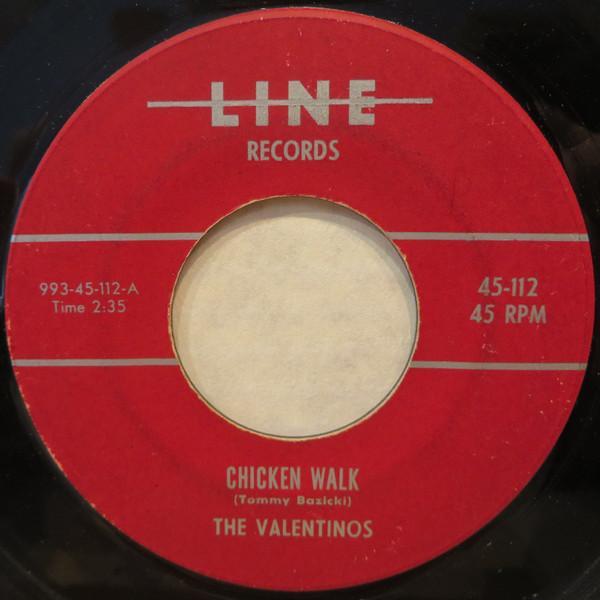 LINE
RECORDS
993-45-112-A
Time 2:35
45-112
45 RPM
CHICKEN WALK
(Tommy Bazicki)
THE VALENTINOS